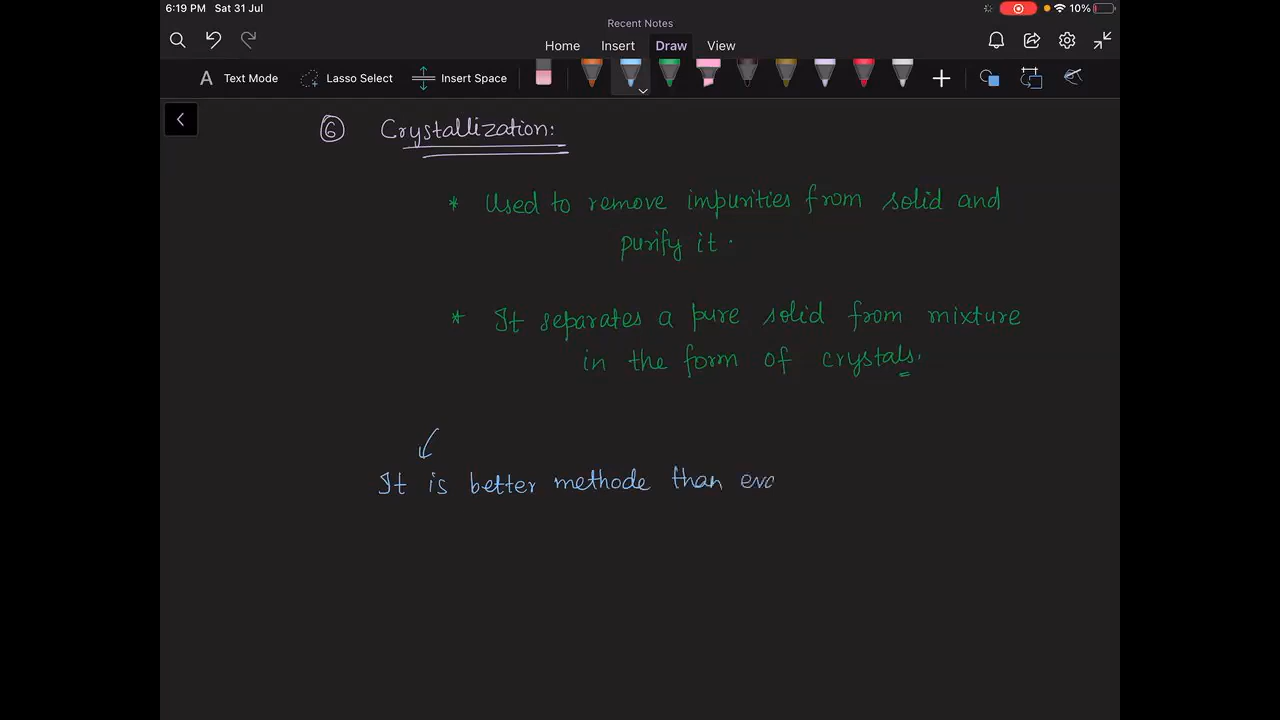 6:19 PM Sat 31 Jul
10%
Recent Notes
Home Insert Draw View
A Text Mode Lasso Select Insert Space
6 Crystallization:
* Used to remove impurities from solid and
purify it.
* It separates a pure solid from mixture
in the form of crystals.
It is better methode than eva